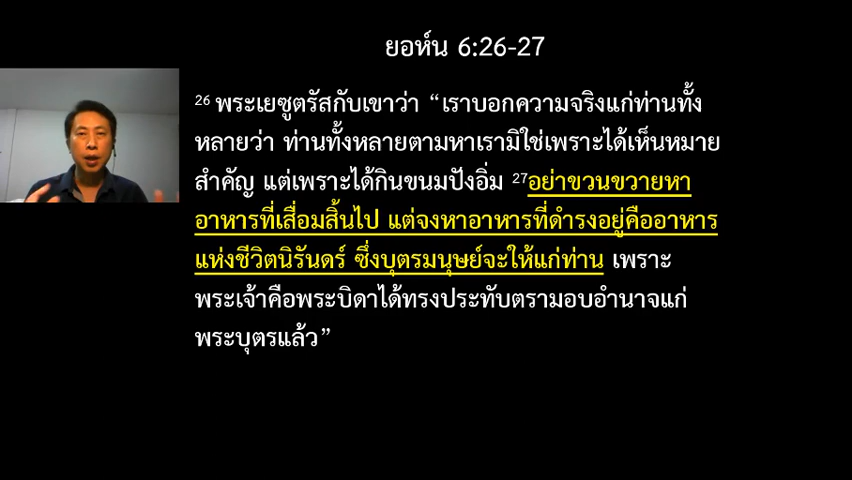 ยอห์น 6:26-27
26 พระเยซูตรัสกับเขาว่า “เราบอกความจริงแก่ท่านทั้ง
หลายว่า ท่านทั้งหลายตามหาเรามิใช่เพราะได้เห็นหมาย
สำคัญ แต่เพราะได้กินขนมปังอิ่ม 27อย่าขวนขวายหา
อาหารที่เสื่อมสิ้นไป แต่จงหาอาหารที่ดำรงอยู่คืออาหาร
แห่งชีวิตนิรันดร์ ซึ่งบุตรมนุษย์จะให้แก่ท่าน เพราะ
พระเจ้าคือพระบิดาได้ทรงประทับตรามอบอำนาจแก่
พระบุตรแล้ว”